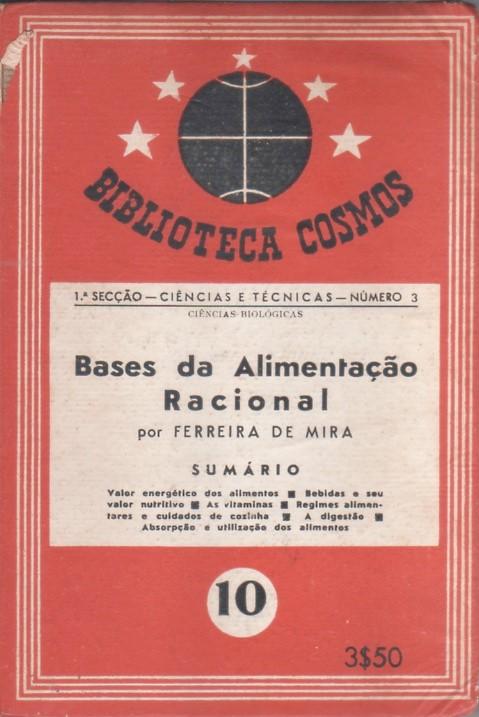 BIBLIOTECA COSMOS
1.ª SECÇÃO — CIÊNCIAS E TÉCNICAS — NÚMERO 3
CIÊNCIAS BIOLÓGICAS
Bases da Alimentação
Racional
por FERREIRA DE MIRA
SUMÁRIO
Valor energético dos alimentos ■ Bebidas e seu
valor nutritivo ■ As vitaminas ■ Regimes alimen-
tares e cuidados de cozinha ■ A digestão ■
Absorpção e utilização dos alimentos
10
3$50